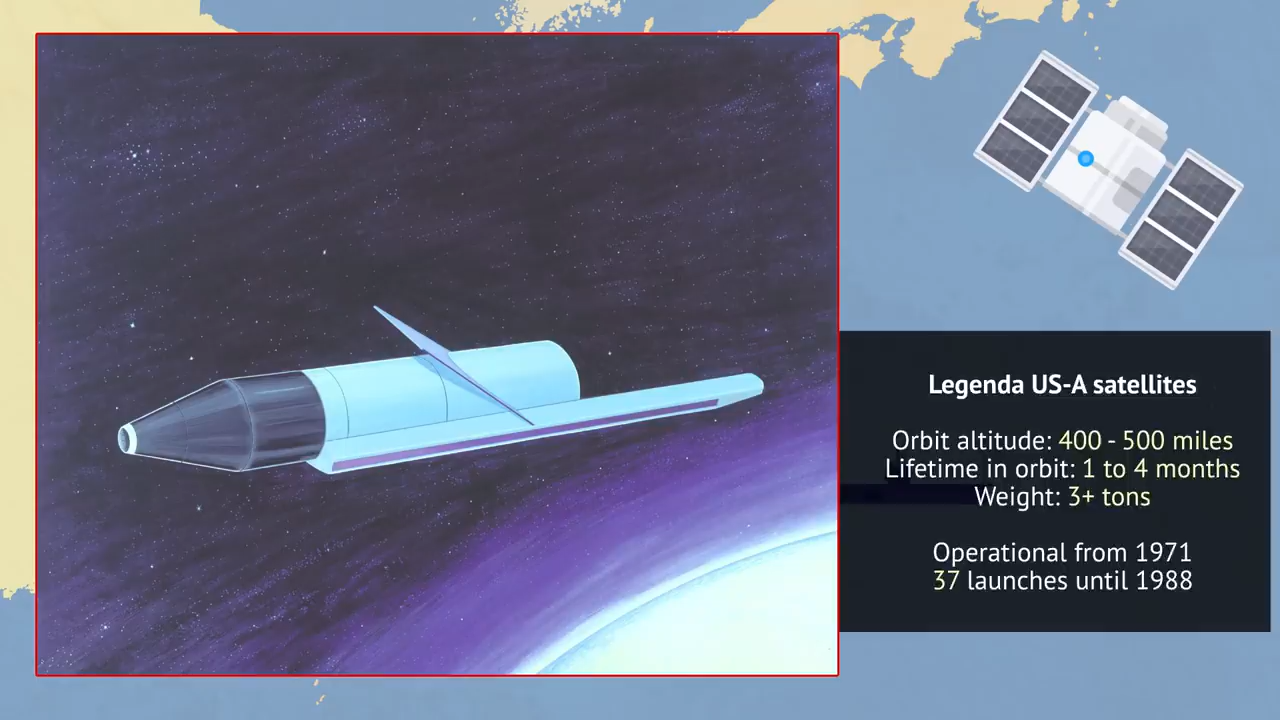 Legenda US-A satellites
Orbit altitude: 400 - 500 miles
Lifetime in orbit: 1 to 4 months
Weight: 3+ tons
Operational from 1971
37 launches until 1988